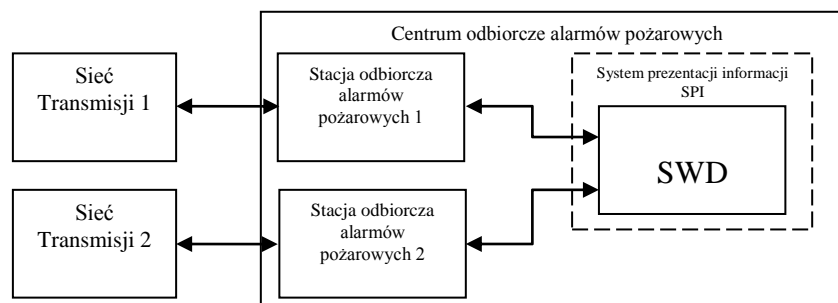 Centrum odbiorcze alarmów pożarowych
Sieć
Transmisji 1
Stacja odbiorcza
alarmów
pożarowych 1
System prezentacji informacji
SPI
SWD
Sieć
Transmisji 2
Stacja odbiorcza
alarmów
pożarowych 2